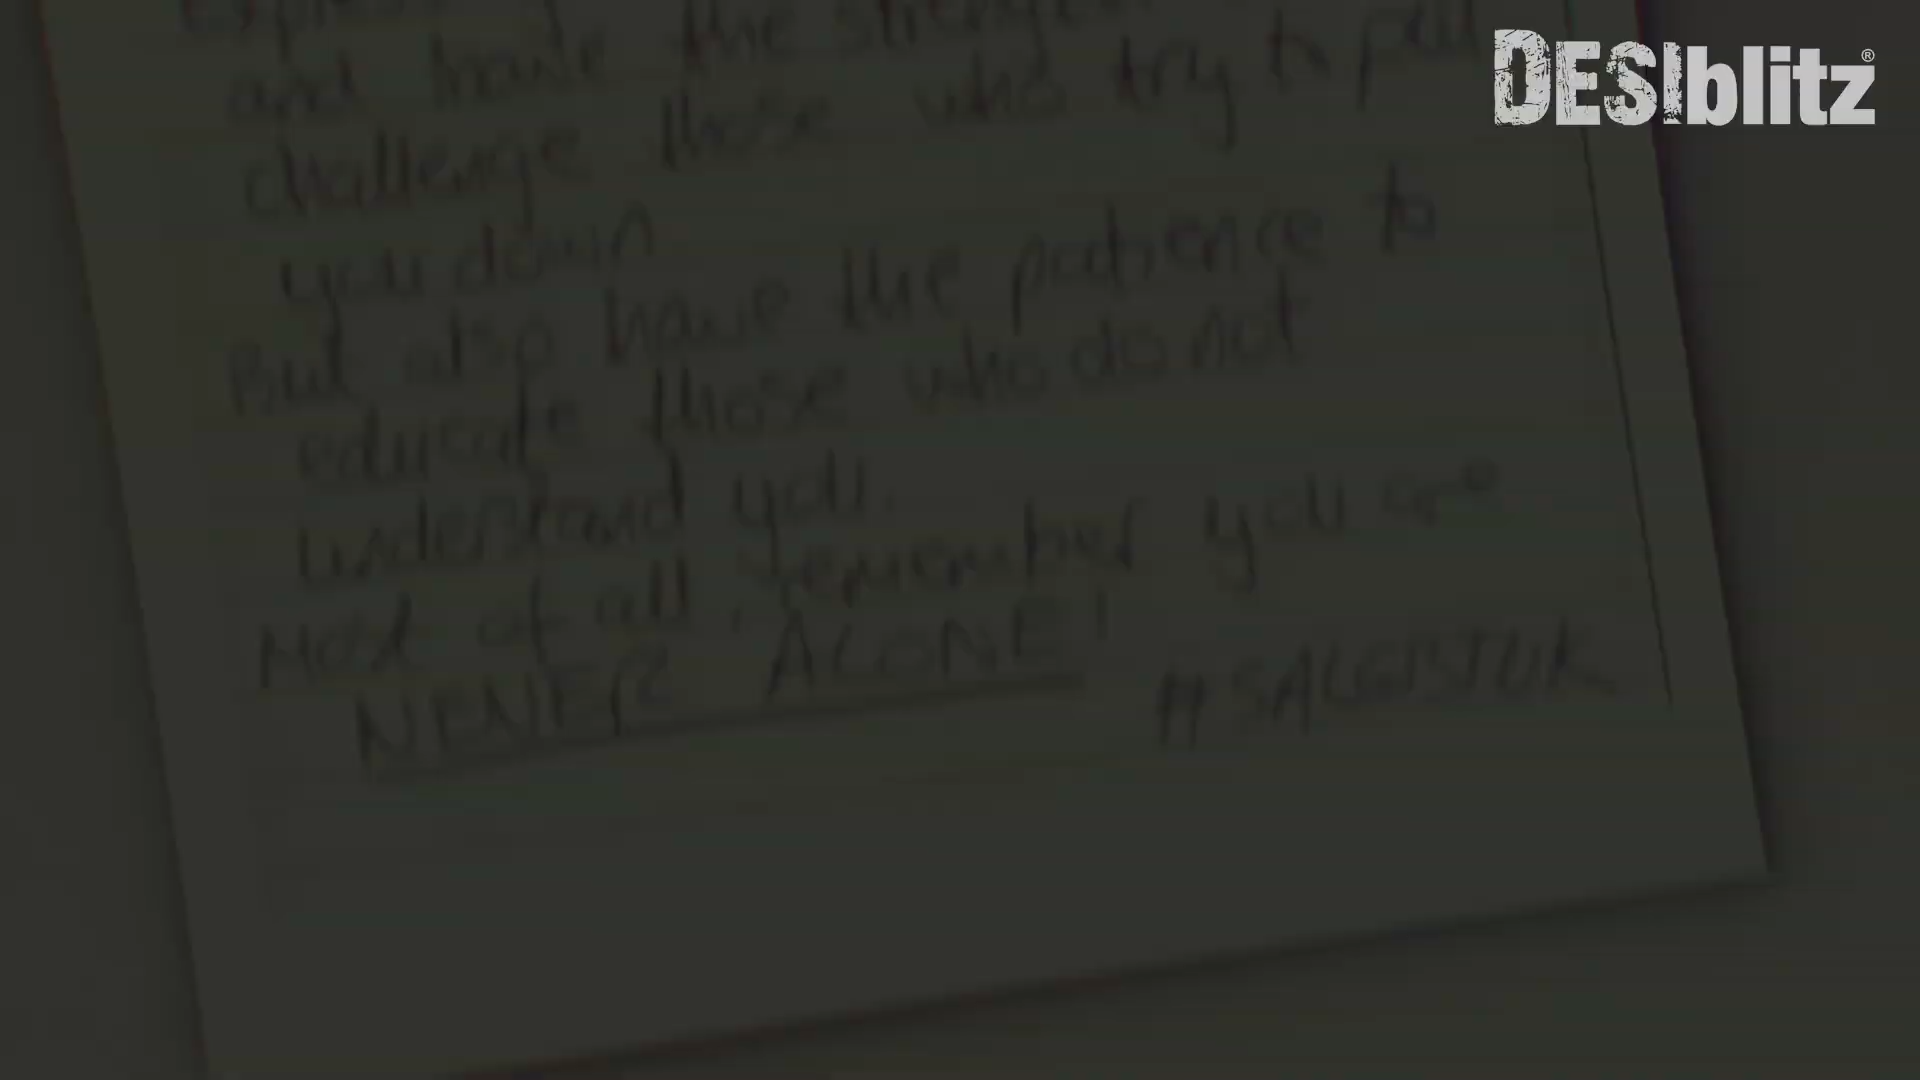 DESIblitz®
and have the strength
challenge those who try to pull
you down
But also have the patience to
educate those who do not
understand you.
Most of all, remember you are
NEVER ALONE!
#SALGBTUK